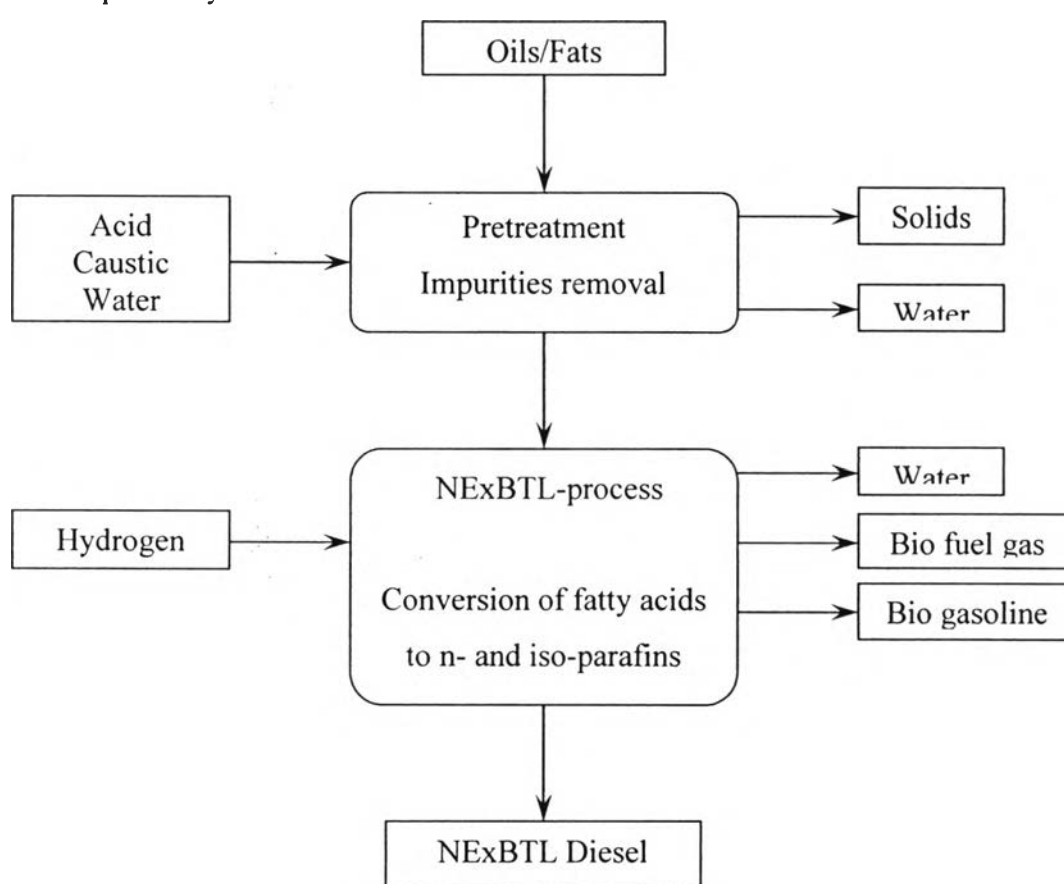 Oils/Fats
Acid
Caustic
Water
Pretreatment
Impurities removal
Solids
Water
Hydrogen
NExBTL-process
Conversion of fatty acids
to n- and iso-parafins
Water
Bio fuel gas
Bio gasoline
NExBTL Diesel